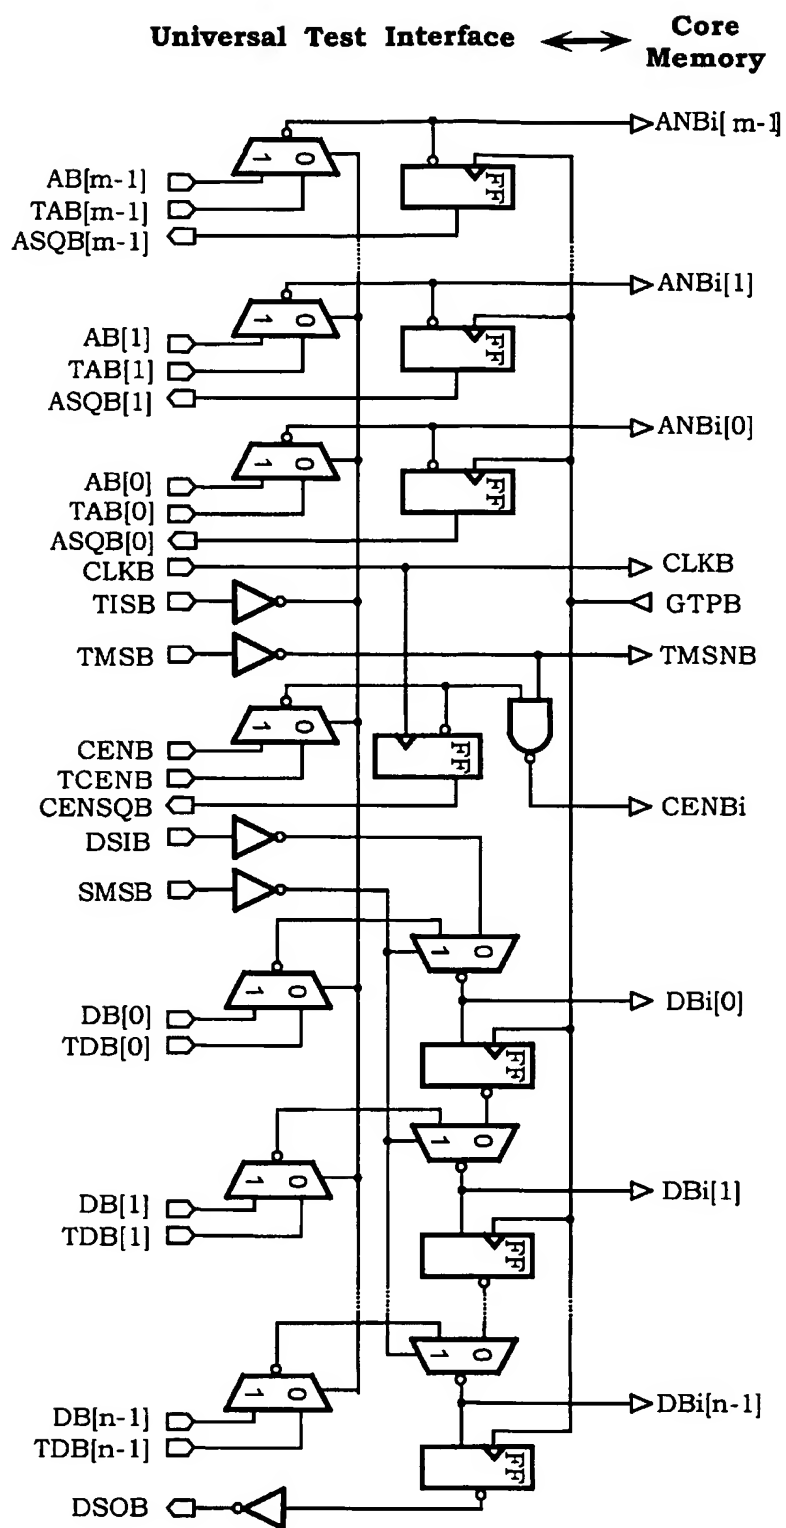 Universal Test Interface
Core
Memory
ANBi[m-1]
1 0
FF
AB[m-1]
TAB[m-1]
ASQB[m-1]
ANBi[1]
1 0
FF
AB[1]
TAB[1]
ASQB[1]
ANBi[0]
1 0
FF
AB[0]
TAB[0]
ASQB[0]
CLKB
CLKB
TISB
GTPB
TMSB
TMSNB
1 0
FF
CENB
TCENB
CENSQB
CENBi
DSIB
SMSB
1 0
1 0
DB[0]
DBi[0]
TDB[0]
FF
1 0
1 0
DB[1]
DBi[1]
TDB[1]
FF
1 0
1 0
DB[n-1]
DBi[n-1]
TDB[n-1]
FF
DSOB